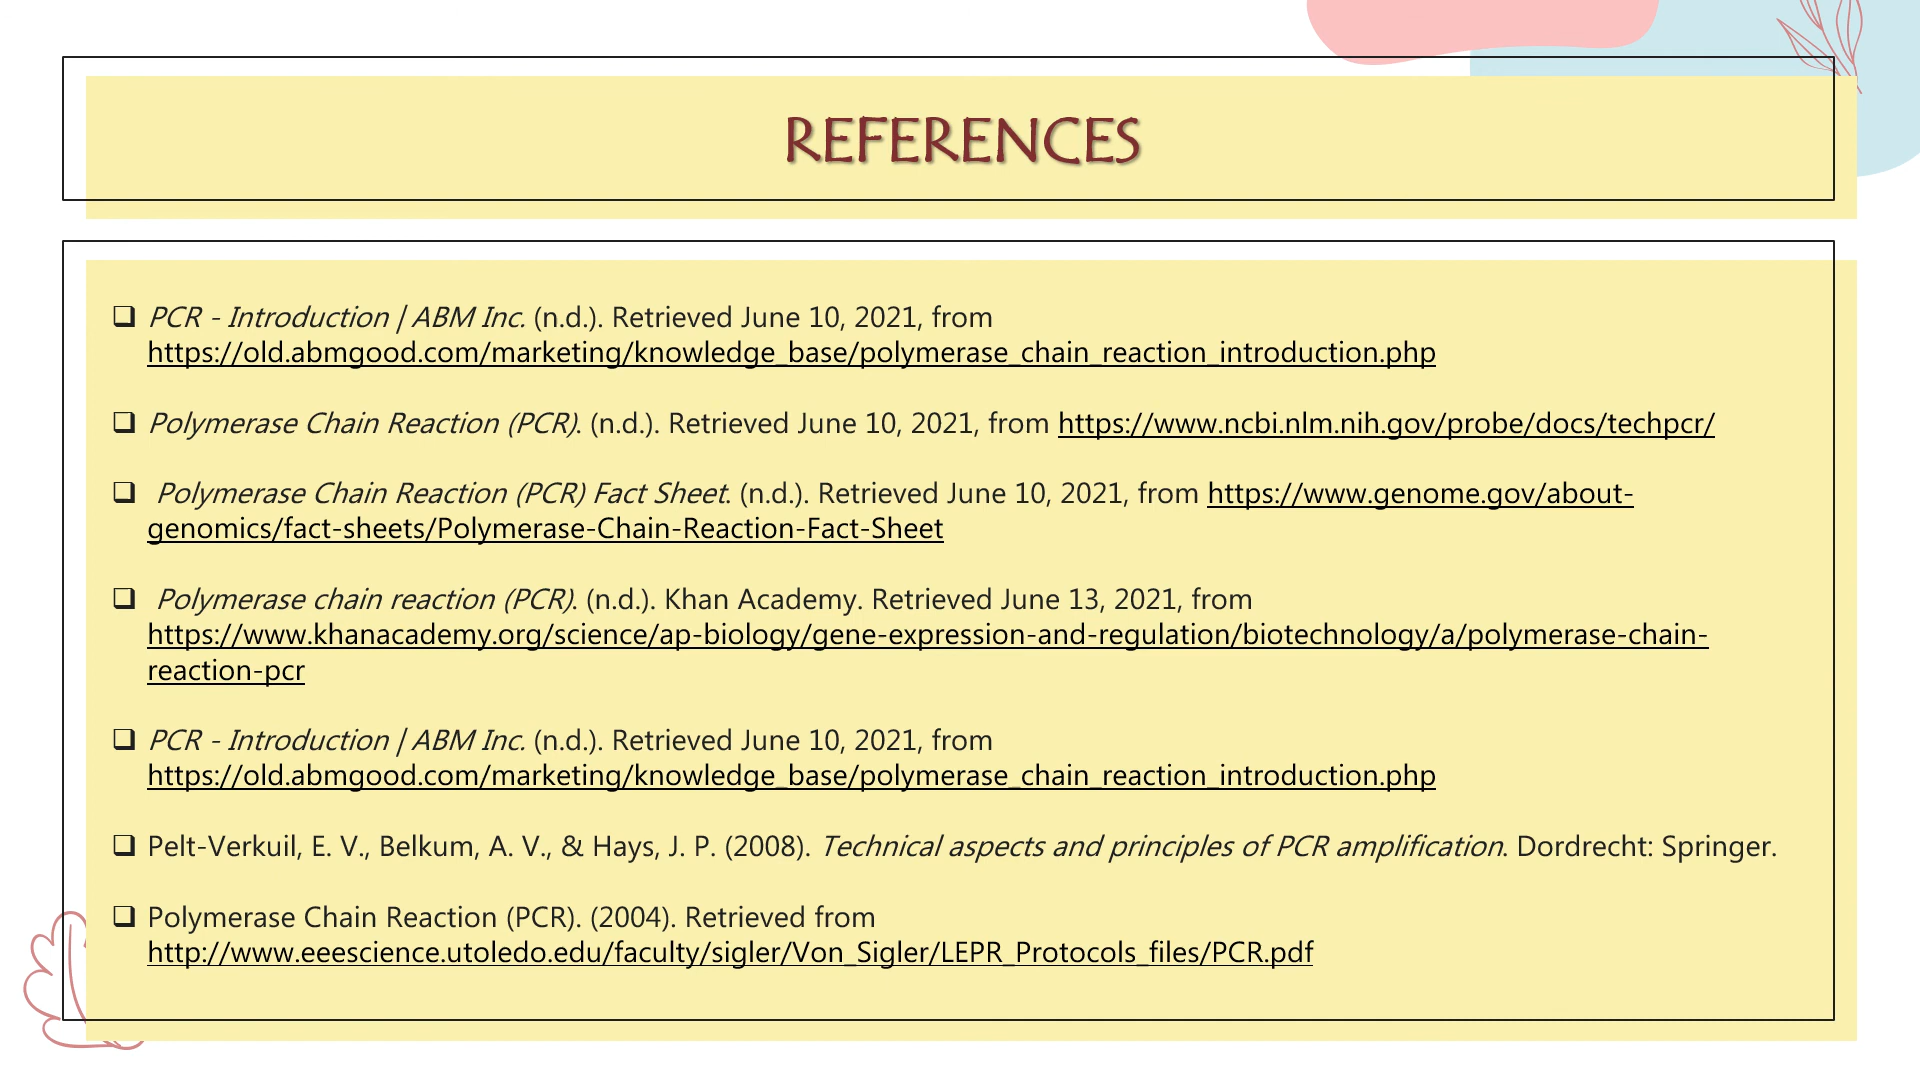 REFERENCES
❑ PCR - Introduction | ABM Inc. (n.d.). Retrieved June 10, 2021, from
https://old.abmgood.com/marketing/knowledge_base/polymerase_chain_reaction_introduction.php
❑ Polymerase Chain Reaction (PCR). (n.d.). Retrieved June 10, 2021, from https://www.ncbi.nlm.nih.gov/probe/docs/techpcr/
❑ Polymerase Chain Reaction (PCR) Fact Sheet. (n.d.). Retrieved June 10, 2021, from https://www.genome.gov/about-
genomics/fact-sheets/Polymerase-Chain-Reaction-Fact-Sheet
❑ Polymerase chain reaction (PCR). (n.d.). Khan Academy. Retrieved June 13, 2021, from
https://www.khanacademy.org/science/ap-biology/gene-expression-and-regulation/biotechnology/a/polymerase-chain-
reaction-pcr
❑ PCR - Introduction | ABM Inc. (n.d.). Retrieved June 10, 2021, from
https://old.abmgood.com/marketing/knowledge_base/polymerase_chain_reaction_introduction.php
❑ Pelt-Verkuil, E. V., Belkum, A. V., & Hays, J. P. (2008). Technical aspects and principles of PCR amplification. Dordrecht: Springer.
❑ Polymerase Chain Reaction (PCR). (2004). Retrieved from
http://www.eeescience.utoledo.edu/faculty/sigler/Von_Sigler/LEPR_Protocols_files/PCR.pdf